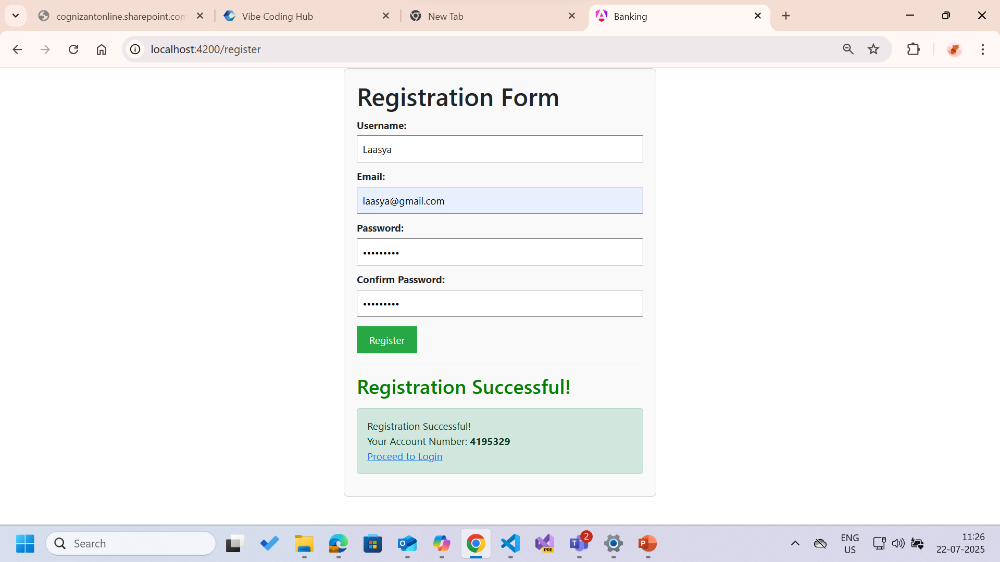 cognizantonline.sharepoint.com
Vibe Coding Hub
New Tab
Banking
localhost:4200/register
Registration Form
Username:
Laasya
Email:
laasya@gmail.com
Password:
•••••••••
Confirm Password:
•••••••••
Register
Registration Successful!
Registration Successful!
Your Account Number: 4195329
Proceed to Login
Search
PRE
2
ENG
US
11:26
22-07-2025